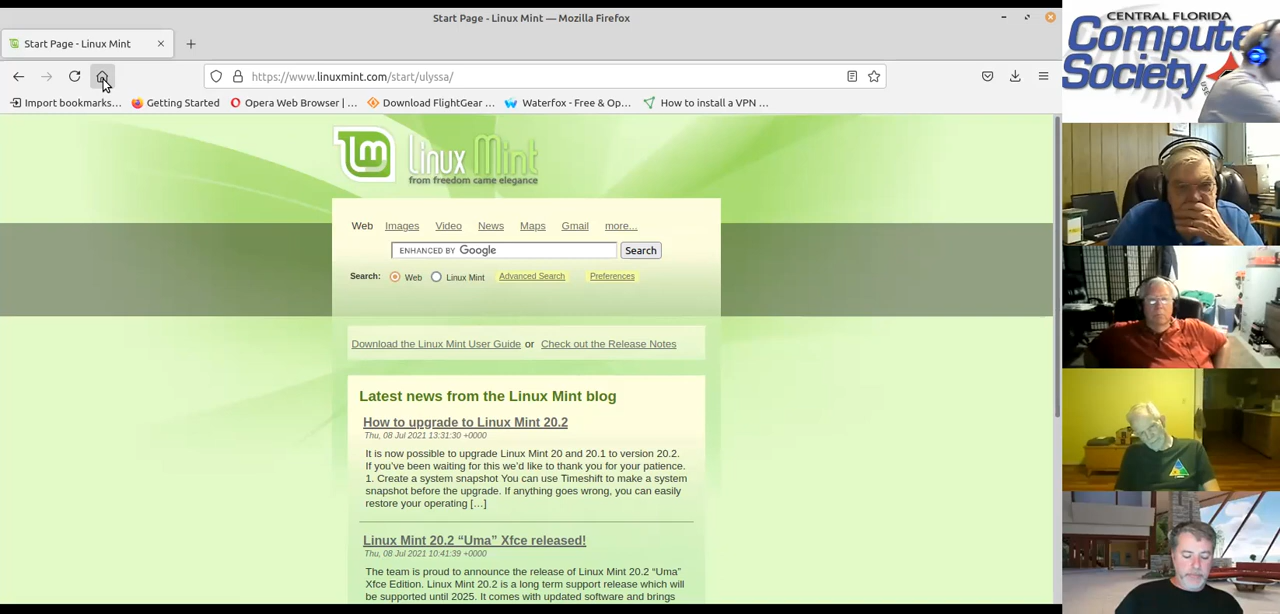 Start Page - Linux Mint — Mozilla Firefox
Start Page - Linux Mint
https://www.linuxmint.com/start/ulyssa/
Import bookmarks… Getting Started Opera Web Browser | … Download FlightGear … Waterfox - Free & Op… How to install a VPN …
lm Linux Mint
from freedom came elegance
Web Images Video News Maps Gmail more...
ENHANCED BY Google Search
Search: Web Linux Mint Advanced Search Preferences
Download the Linux Mint User Guide or Check out the Release Notes
Latest news from the Linux Mint blog
How to upgrade to Linux Mint 20.2
Thu, 08 Jul 2021 13:31:30 +0000
It is now possible to upgrade Linux Mint 20 and 20.1 to version 20.2.
If you've been waiting for this we'd like to thank you for your patience.
1. Create a system snapshot You can use Timeshift to make a system
snapshot before the upgrade. If anything goes wrong, you can easily
restore your operating […]
Linux Mint 20.2 “Uma” Xfce released!
Thu, 08 Jul 2021 10:41:39 +0000
The team is proud to announce the release of Linux Mint 20.2 “Uma”
Xfce Edition. Linux Mint 20.2 is a long term support release which will
be supported until 2025. It comes with updated software and brings
CENTRAL FLORIDA
Compute
Society